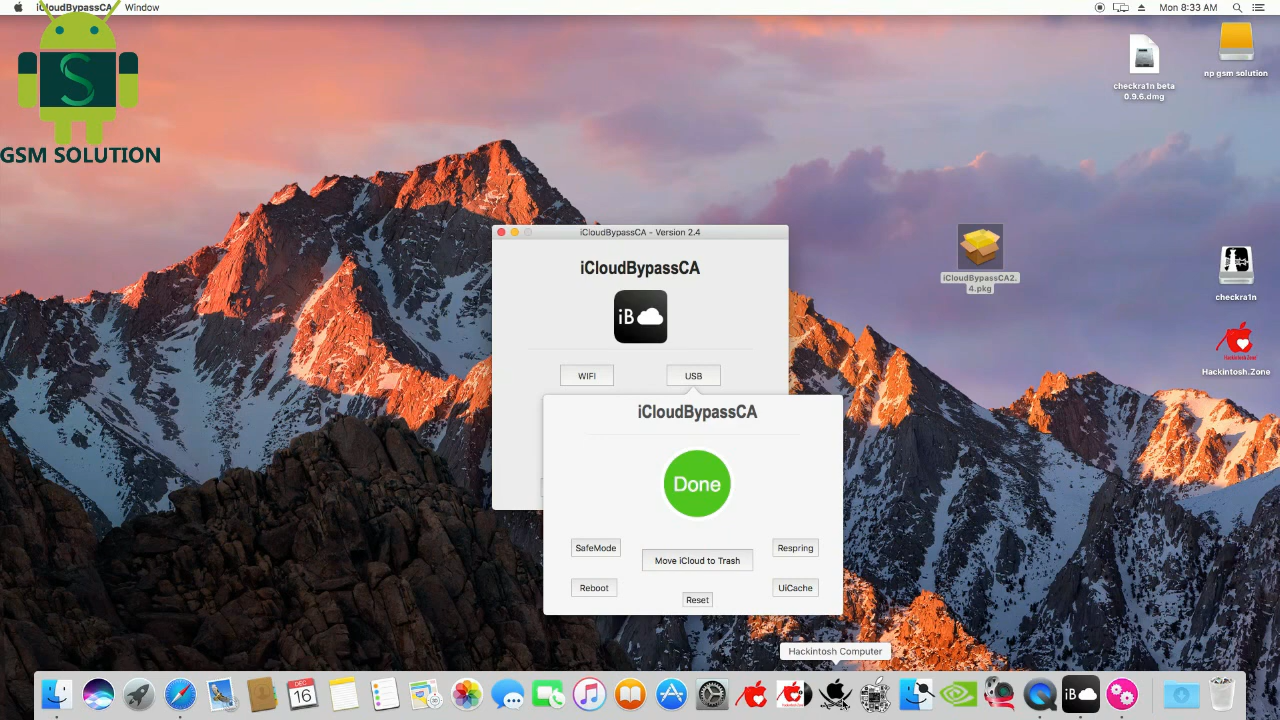 iCloudBypassCA Window
Mon 8:33 AM
S
GSM SOLUTION
checkra1n beta
0.9.6.dmg
np gsm solution
iCloudBypassCA2.
4.pkg
checkra1n
Hackintosh.Zone
iCloudBypassCA - Version 2.4
iCloudBypassCA
iB
WIFI
USB
iCloudBypassCA
Done
SafeMode
Move iCloud to Trash
Respring
Reboot
Reset
UiCache
Hackintosh Computer
DEC
16
iB